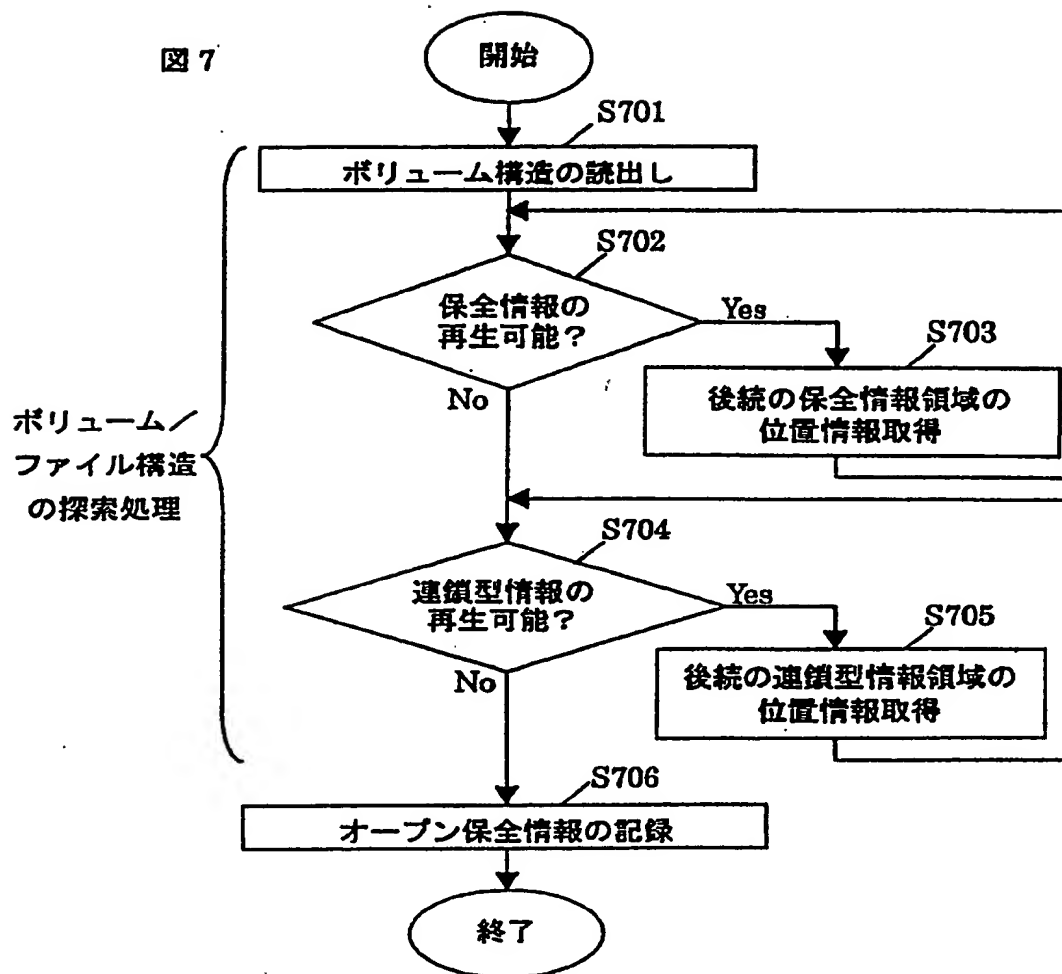 図 7
開始
S701
ボリューム構造の読出し
S702
保全情報の
再生可能?
Yes
No
S703
後続の保全情報領域の
位置情報取得
ボリューム/
ファイル構造
の探索処理
S704
連鎖型情報の
再生可能?
Yes
No
S705
後続の連鎖型情報領域の
位置情報取得
S706
オープン保全情報の記録
終了